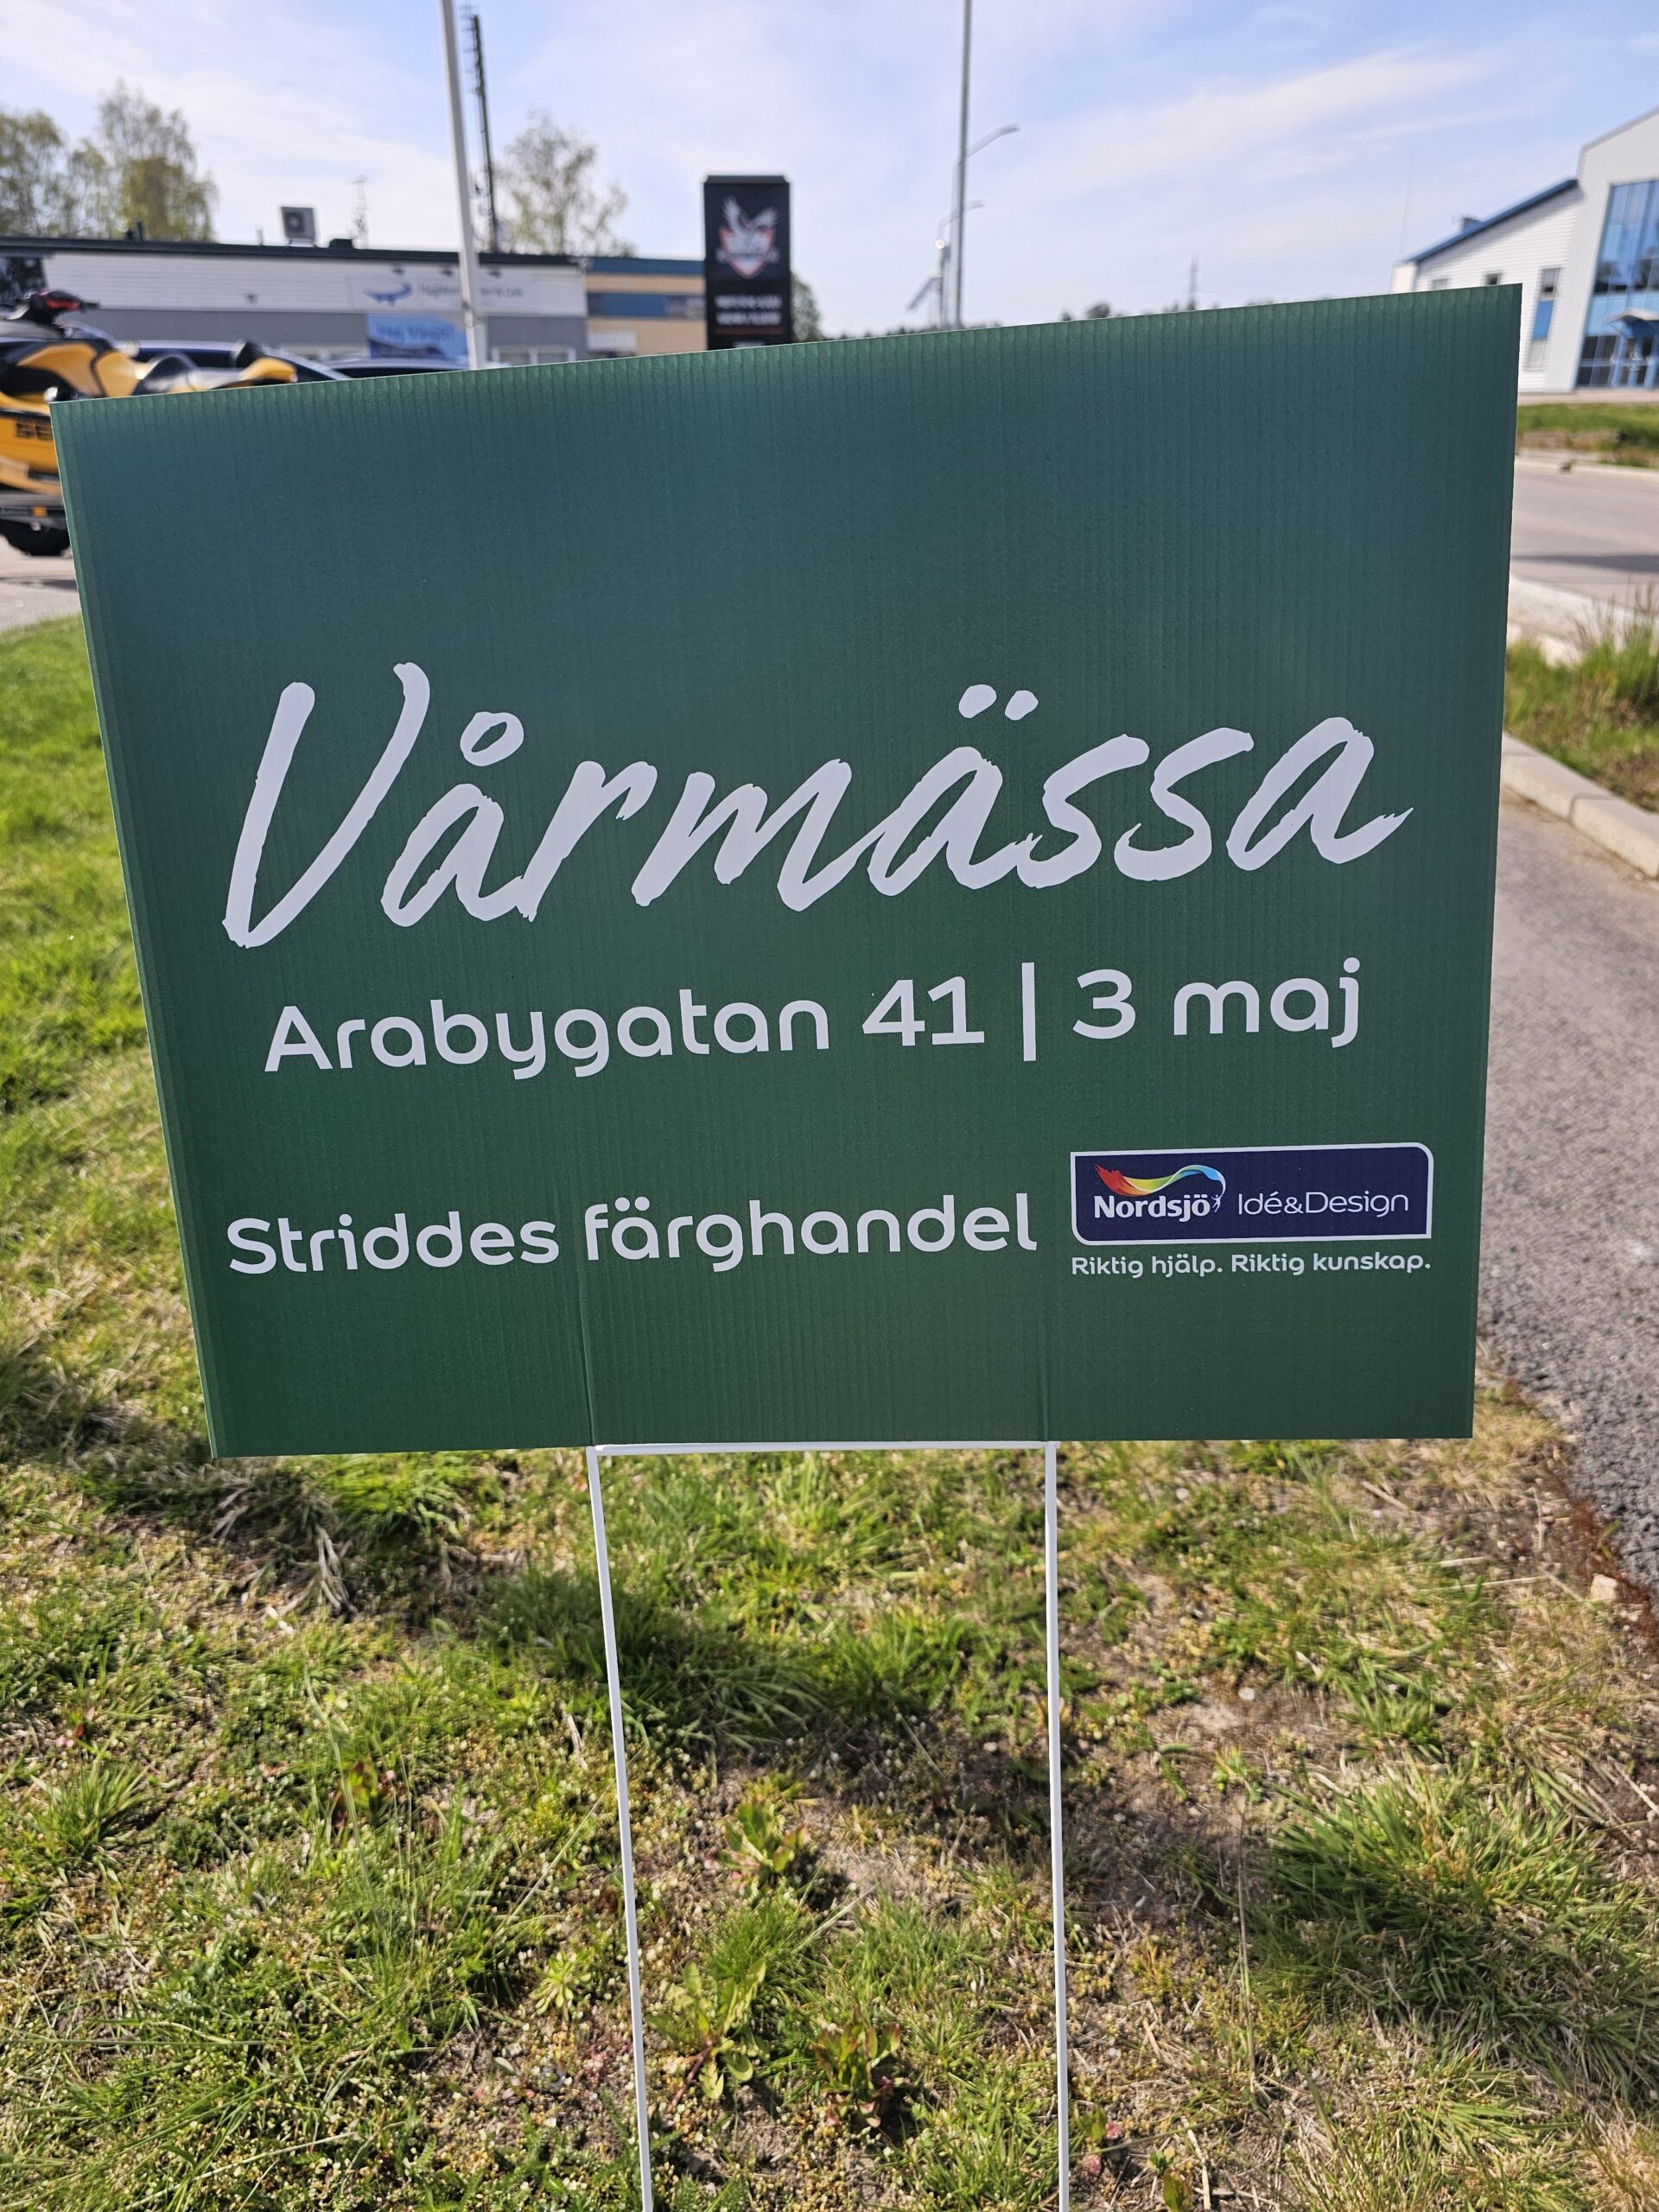 Vårmässa
Arabygatan 41 | 3 maj
Striddes färghandel
Nordsjö Idé&Design
Riktig hjälp. Riktig kunskap.